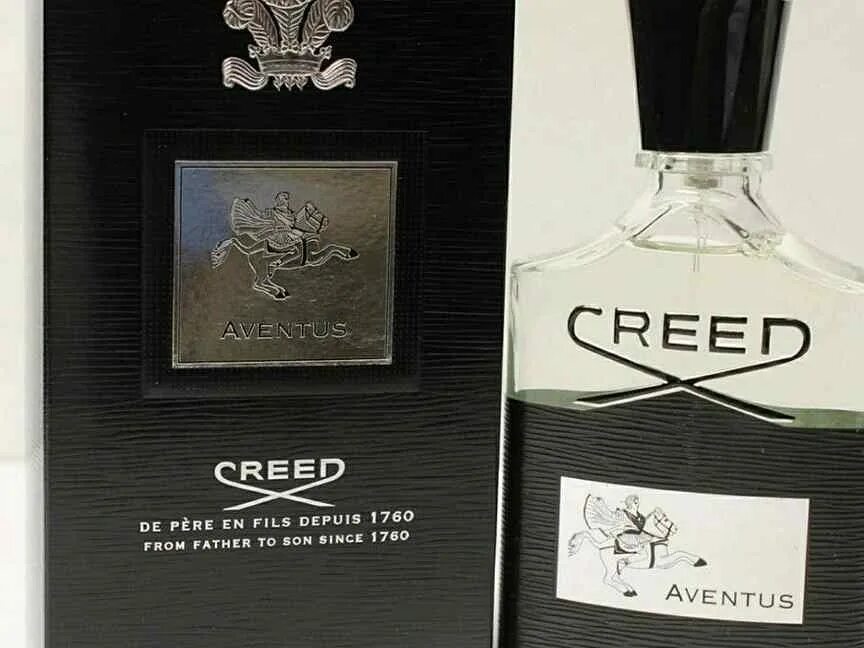 AVENTUS
CREED
DE PÈRE EN FILS DEPUIS 1760
FROM FATHER TO SON SINCE 1760
CREED
AVENTUS